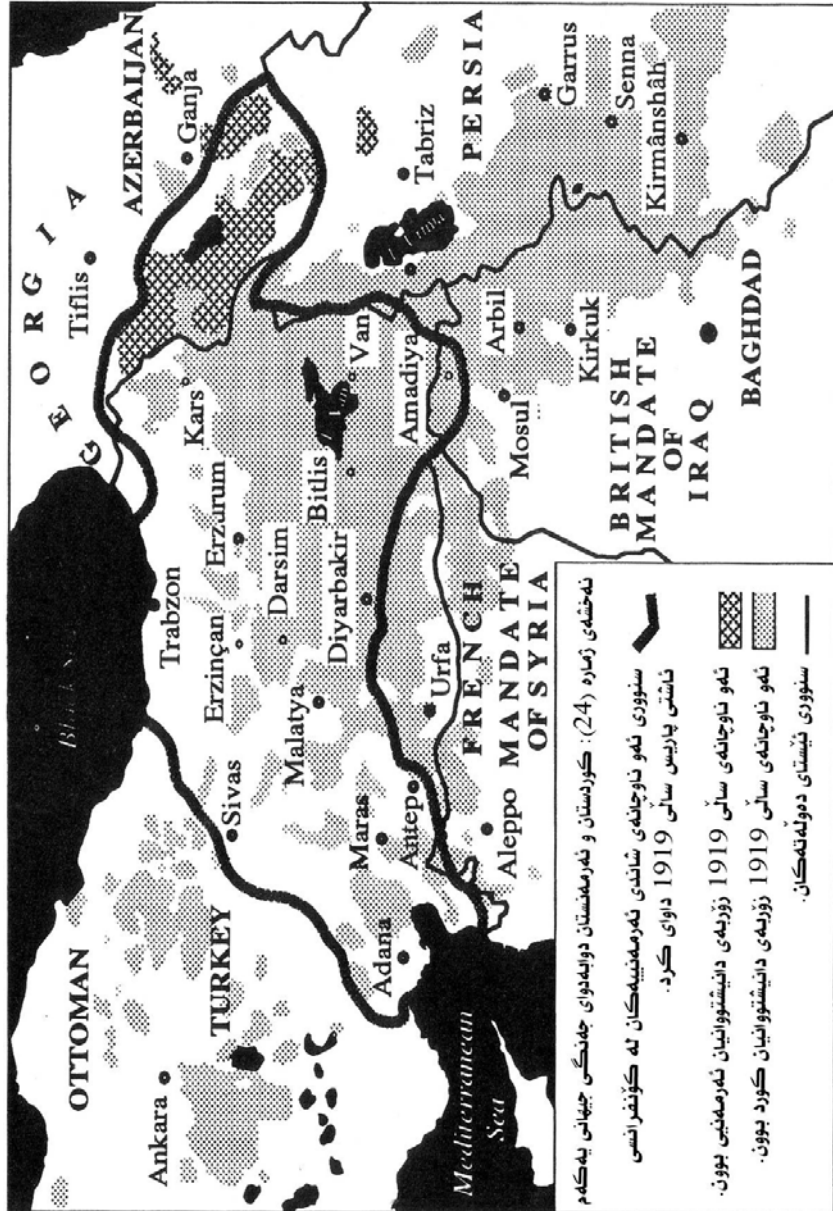 GEORGIA
AZERBAIJAN
Tiflis
Ganja
Black Sea
Trabzon
Kars
Erzurum
Erzinçan
Sivas
OTTOMAN
TURKEY
Ankara
PERSIA
Tabriz
L. Urmia
Garrus
Senna
Kirmânshâh
Van
L. Van
Bitlis
Darsim
Diyarbakir
Malatya
Maras
Adana
Antep
Urfa
Aleppo
Amadiya
Arbil
Mosul
Kirkuk
FRENCH
MANDATE
OF SYRIA
BRITISH
MANDATE
OF
IRAQ
BAGHDAD
Mediterranean
Sea
نەخشەی ژمارە (24): کوردستان و ئەرمەنستان دوابەدوای جەنگی جیهانی یەکەم
سنووری ئەو ناوچانەی شاندی ئەرمەنییەکان لە کۆنفرانسی
ئاشتی پاریس ساڵی 1919 داوای کرد.
ئەو ناوچانەی ساڵی 1919 زۆربەی دانیشتووانیان ئەرمەنیی بوون.
ئەو ناوچانەی ساڵی 1919 زۆربەی دانیشتووانیان کورد بوون.
سنووری ئێستای دەوڵەتەکان.